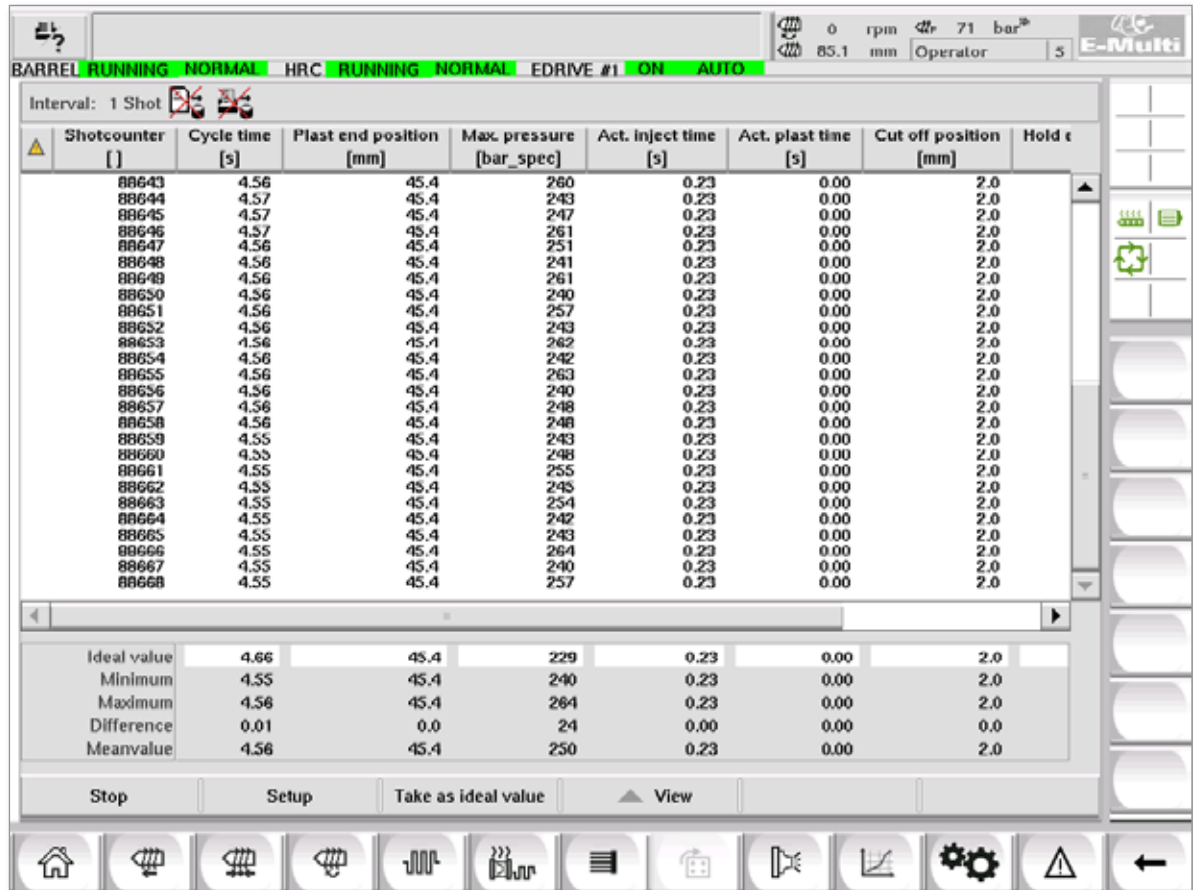 0 rpm 71 bar sp
85.1 mm Operator 5 E-Multi
BARREL RUNNING NORMAL HRC RUNNING NORMAL EDRIVE #1 ON AUTO
Interval: 1 Shot
Shotcounter Cycle time Plast end position Max. pressure Act. inject time Act. plast time Cut off position Hold
[] [s] [mm] [bar_spec] [s] [s] [mm]
88643 4.56 45.4 260 0.23 0.00 2.0
88644 4.57 45.4 243 0.23 0.00 2.0
88645 4.57 45.4 247 0.23 0.00 2.0
88646 4.57 45.4 261 0.23 0.00 2.0
88647 4.56 45.4 251 0.23 0.00 2.0
88648 4.56 45.4 241 0.23 0.00 2.0
88649 4.56 45.4 261 0.23 0.00 2.0
88650 4.56 45.4 240 0.23 0.00 2.0
88651 4.56 45.4 257 0.23 0.00 2.0
88652 4.56 45.4 243 0.23 0.00 2.0
88653 4.56 45.4 262 0.23 0.00 2.0
88654 4.56 45.4 242 0.23 0.00 2.0
88655 4.56 45.4 263 0.23 0.00 2.0
88656 4.56 45.4 240 0.23 0.00 2.0
88657 4.56 45.4 248 0.23 0.00 2.0
88658 4.56 45.4 248 0.23 0.00 2.0
88659 4.55 45.4 243 0.23 0.00 2.0
88660 4.55 45.4 248 0.23 0.00 2.0
88661 4.55 45.4 255 0.23 0.00 2.0
88662 4.55 45.4 245 0.23 0.00 2.0
88663 4.55 45.4 254 0.23 0.00 2.0
88664 4.55 45.4 242 0.23 0.00 2.0
88665 4.55 45.4 243 0.23 0.00 2.0
88666 4.55 45.4 264 0.23 0.00 2.0
88667 4.55 45.4 240 0.23 0.00 2.0
88668 4.55 45.4 257 0.23 0.00 2.0
Ideal value 4.66 45.4 229 0.23 0.00 2.0
Minimum 4.55 45.4 240 0.23 0.00 2.0
Maximum 4.56 45.4 264 0.23 0.00 2.0
Difference 0.01 0.0 24 0.00 0.00 0.0
Meanvalue 4.56 45.4 250 0.23 0.00 2.0
Stop Setup Take as ideal value View